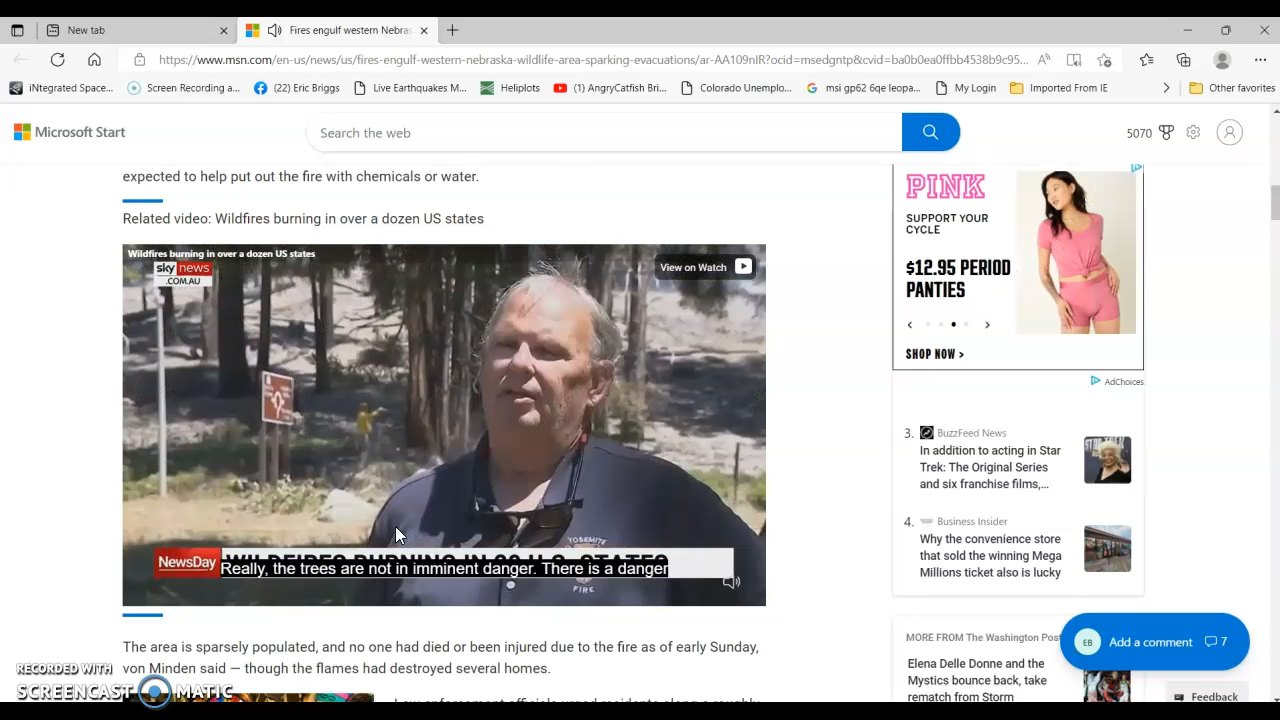 New tab
Fires engulf western Nebras
https://www.msn.com/en-us/news/us/fires-engulf-western-nebraska-wildlife-area-sparking-evacuations/ar-AA109nIR?ocid=msedgntp&cvid=ba0b0ea0ffbb4538b9c95...
iNtegrated Space...
Screen Recording a...
(22) Eric Briggs
Live Earthquakes M...
Heliplots
(1) AngryCatfish Bri...
Colorado Unemplo...
msi gp62 6qe leopa...
My Login
Imported From IE
Other favorites
Microsoft Start
Search the web
5070
expected to help put out the fire with chemicals or water.
Related video: Wildfires burning in over a dozen US states
Wildfires burning in over a dozen US states
sky news
.COM.AU
View on Watch
YOSEMITE
FIRE
NewsDay
Really, the trees are not in imminent danger. There is a danger
The area is sparsely populated, and no one had died or been injured due to the fire as of early Sunday,
von Minden said — though the flames had destroyed several homes.
PINK
SUPPORT YOUR
CYCLE
$12.95 PERIOD
PANTIES
SHOP NOW >
AdChoices
3.
BuzzFeed News
In addition to acting in Star
Trek: The Original Series
and six franchise films,...
4.
Business Insider
Why the convenience store
that sold the winning Mega
Millions ticket also is lucky
MORE FROM The Washington Post
Elena Delle Donne and the
Mystics bounce back, take
rematch from Storm
EB
Add a comment
7
Feedback
RECORDED WITH
SCREENCAST MATIC